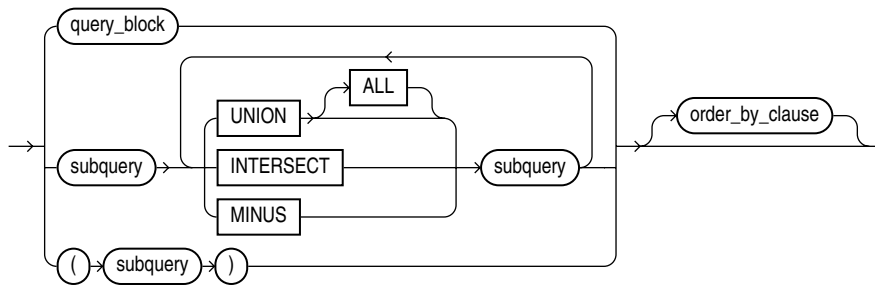 query_block
ALL
UNION
order_by_clause
subquery
INTERSECT
subquery
MINUS
( subquery )